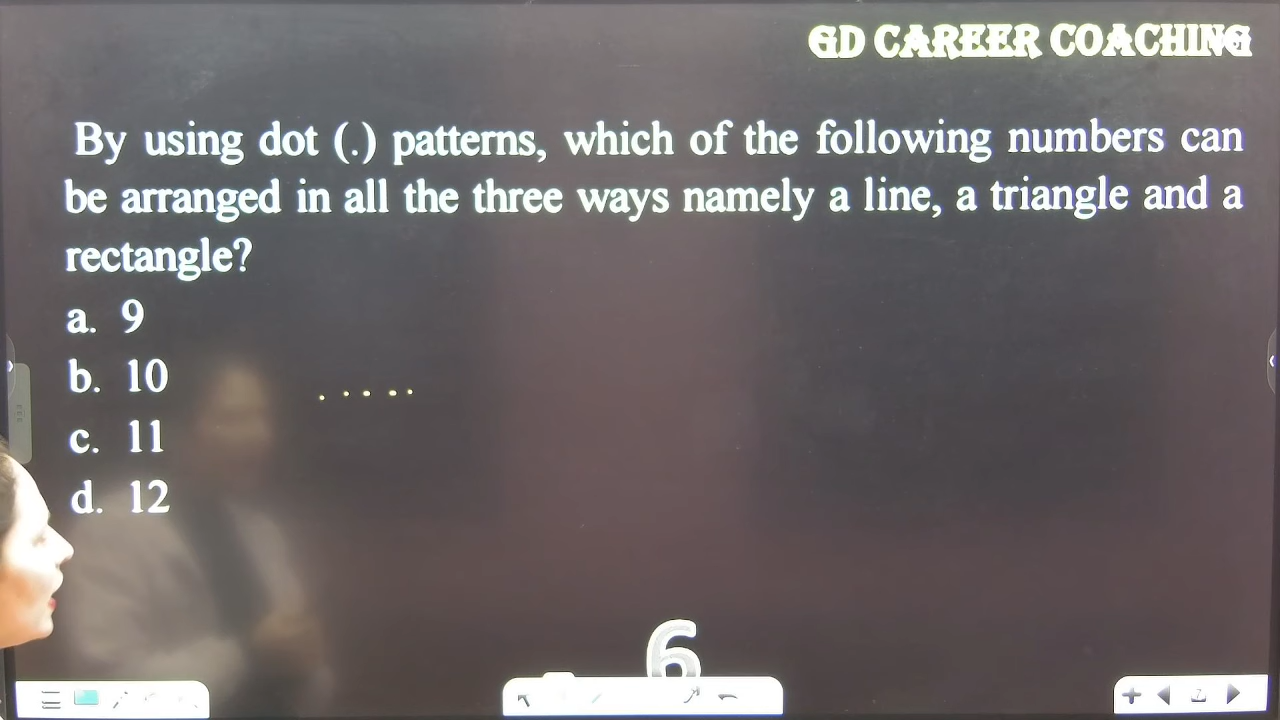 GD CAREER COACHING
By using dot (.) patterns, which of the following numbers can
be arranged in all the three ways namely a line, a triangle and a
rectangle?
a. 9
b. 10
c. 11
d. 12
6